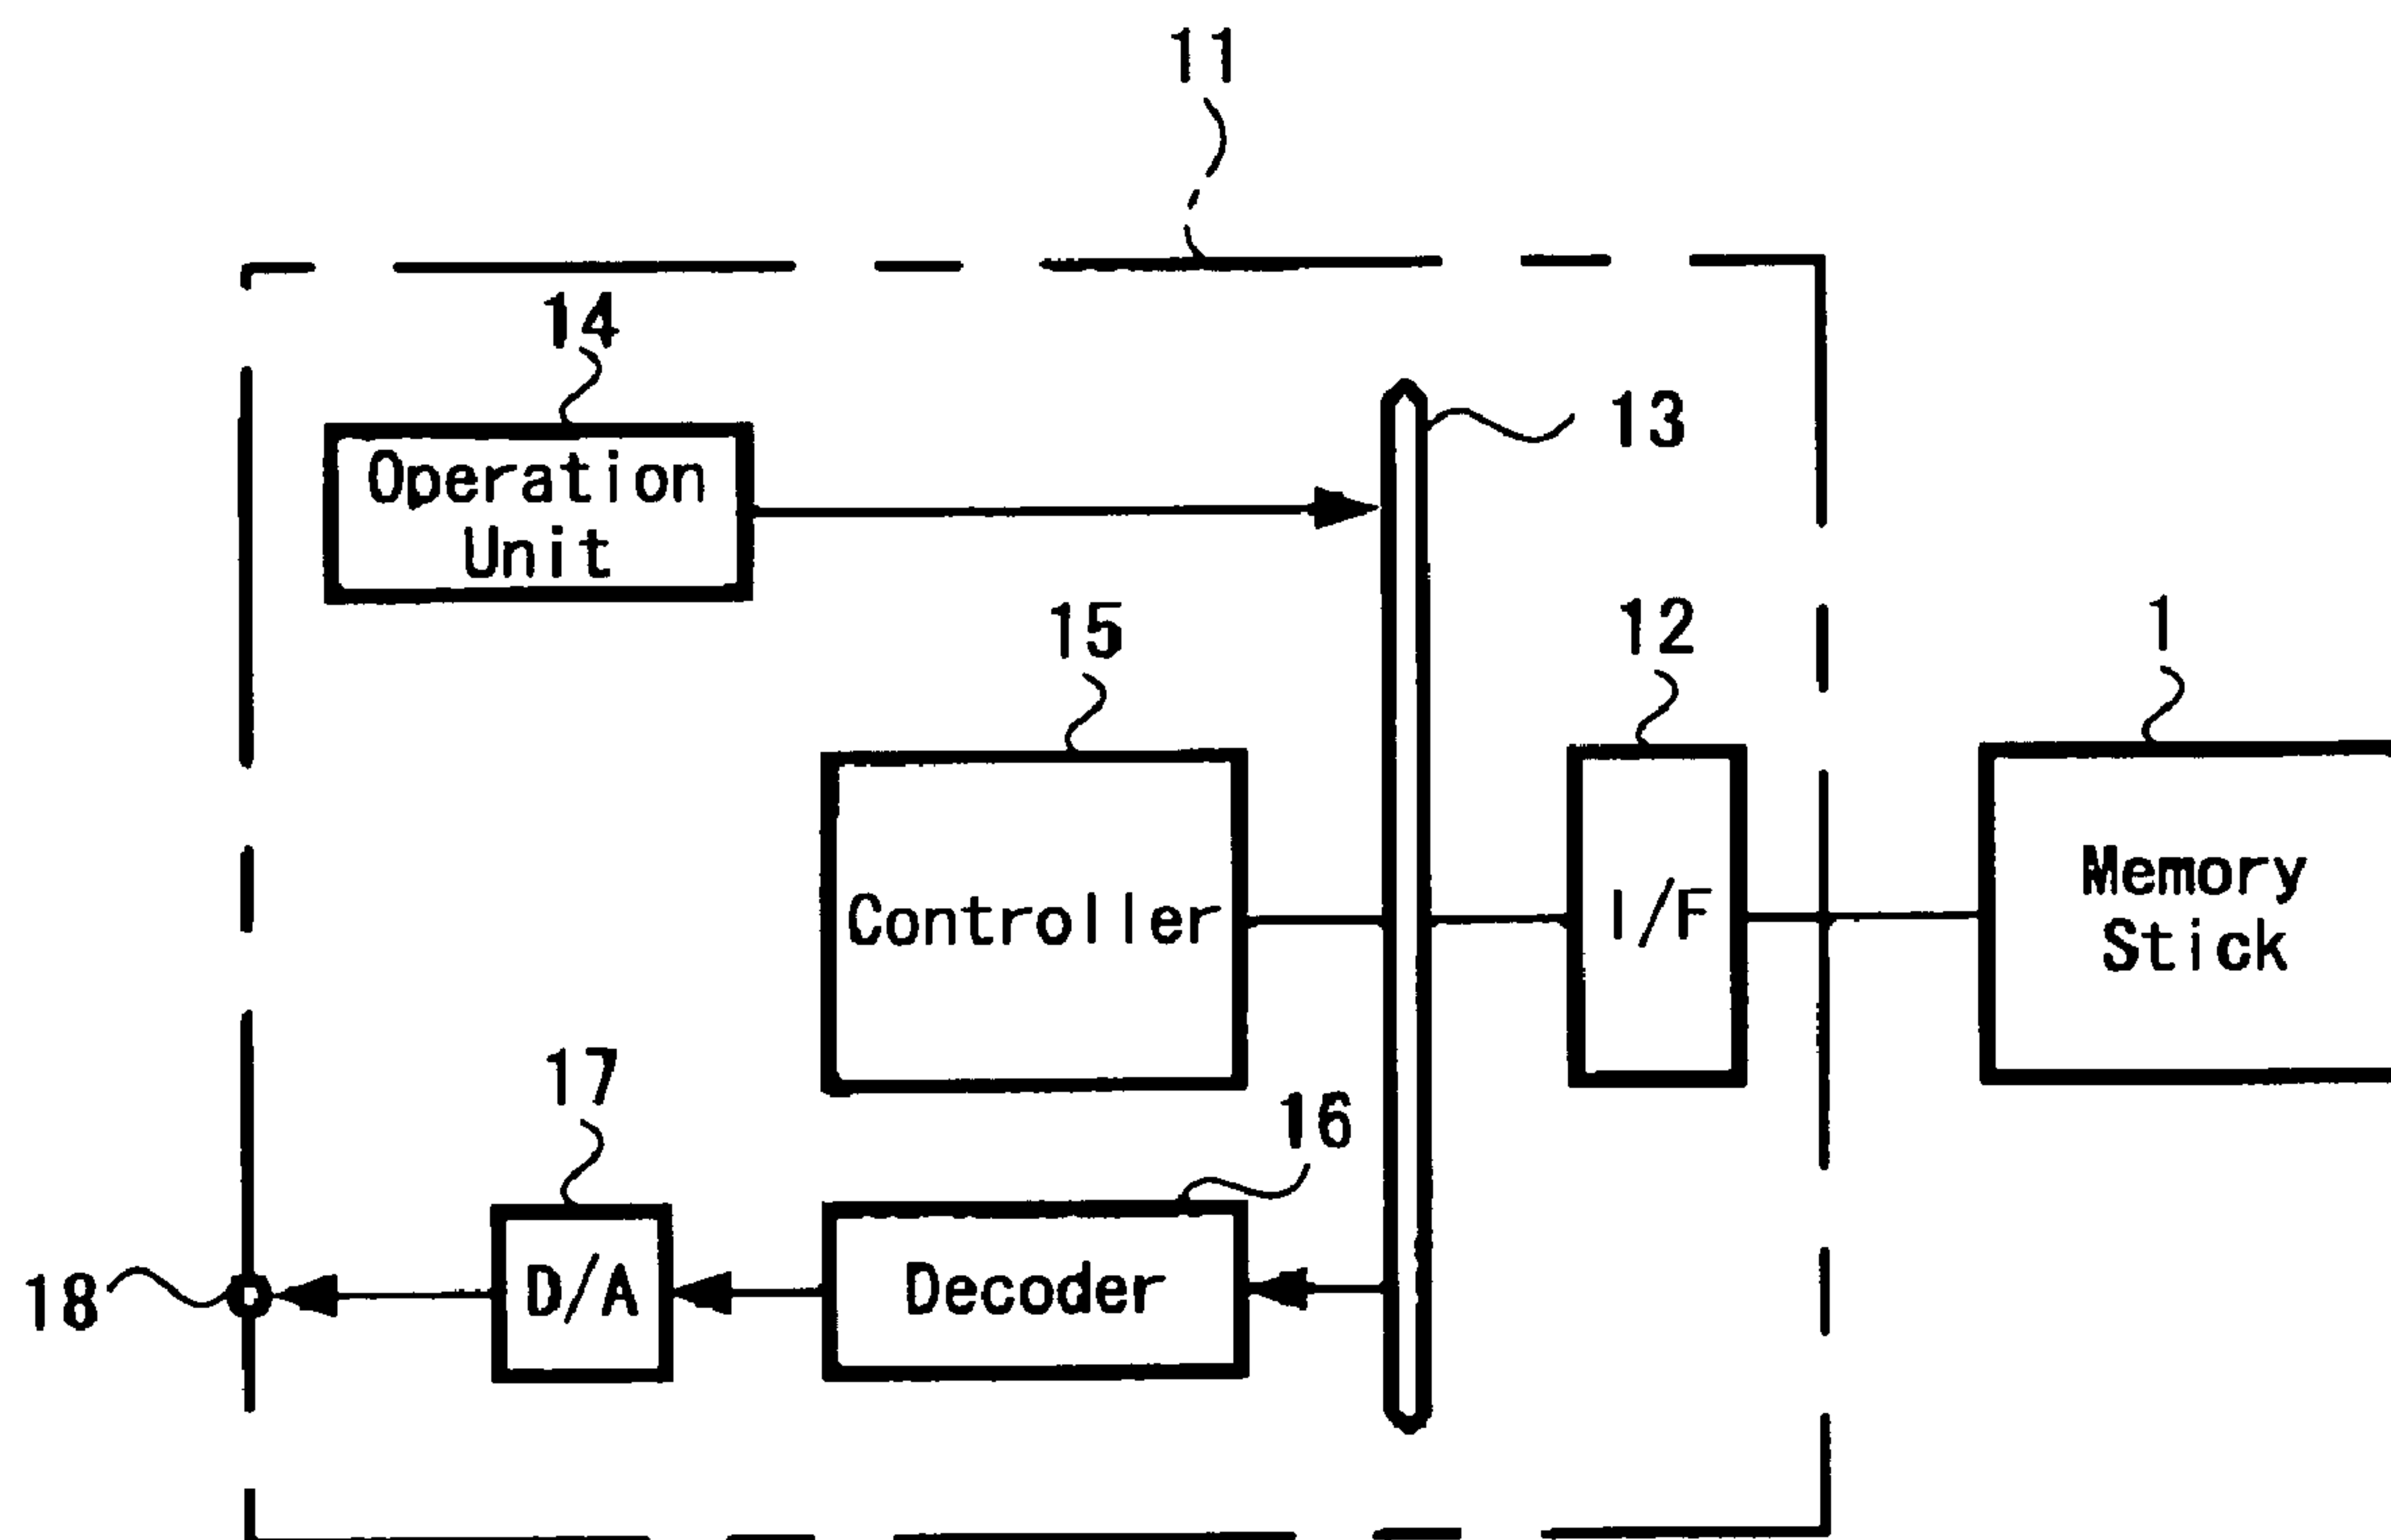 11
14
Operation
Unit
13
15
Controller
12
I/F
1
Memory
Stick
17
D/A
16
Decoder
18